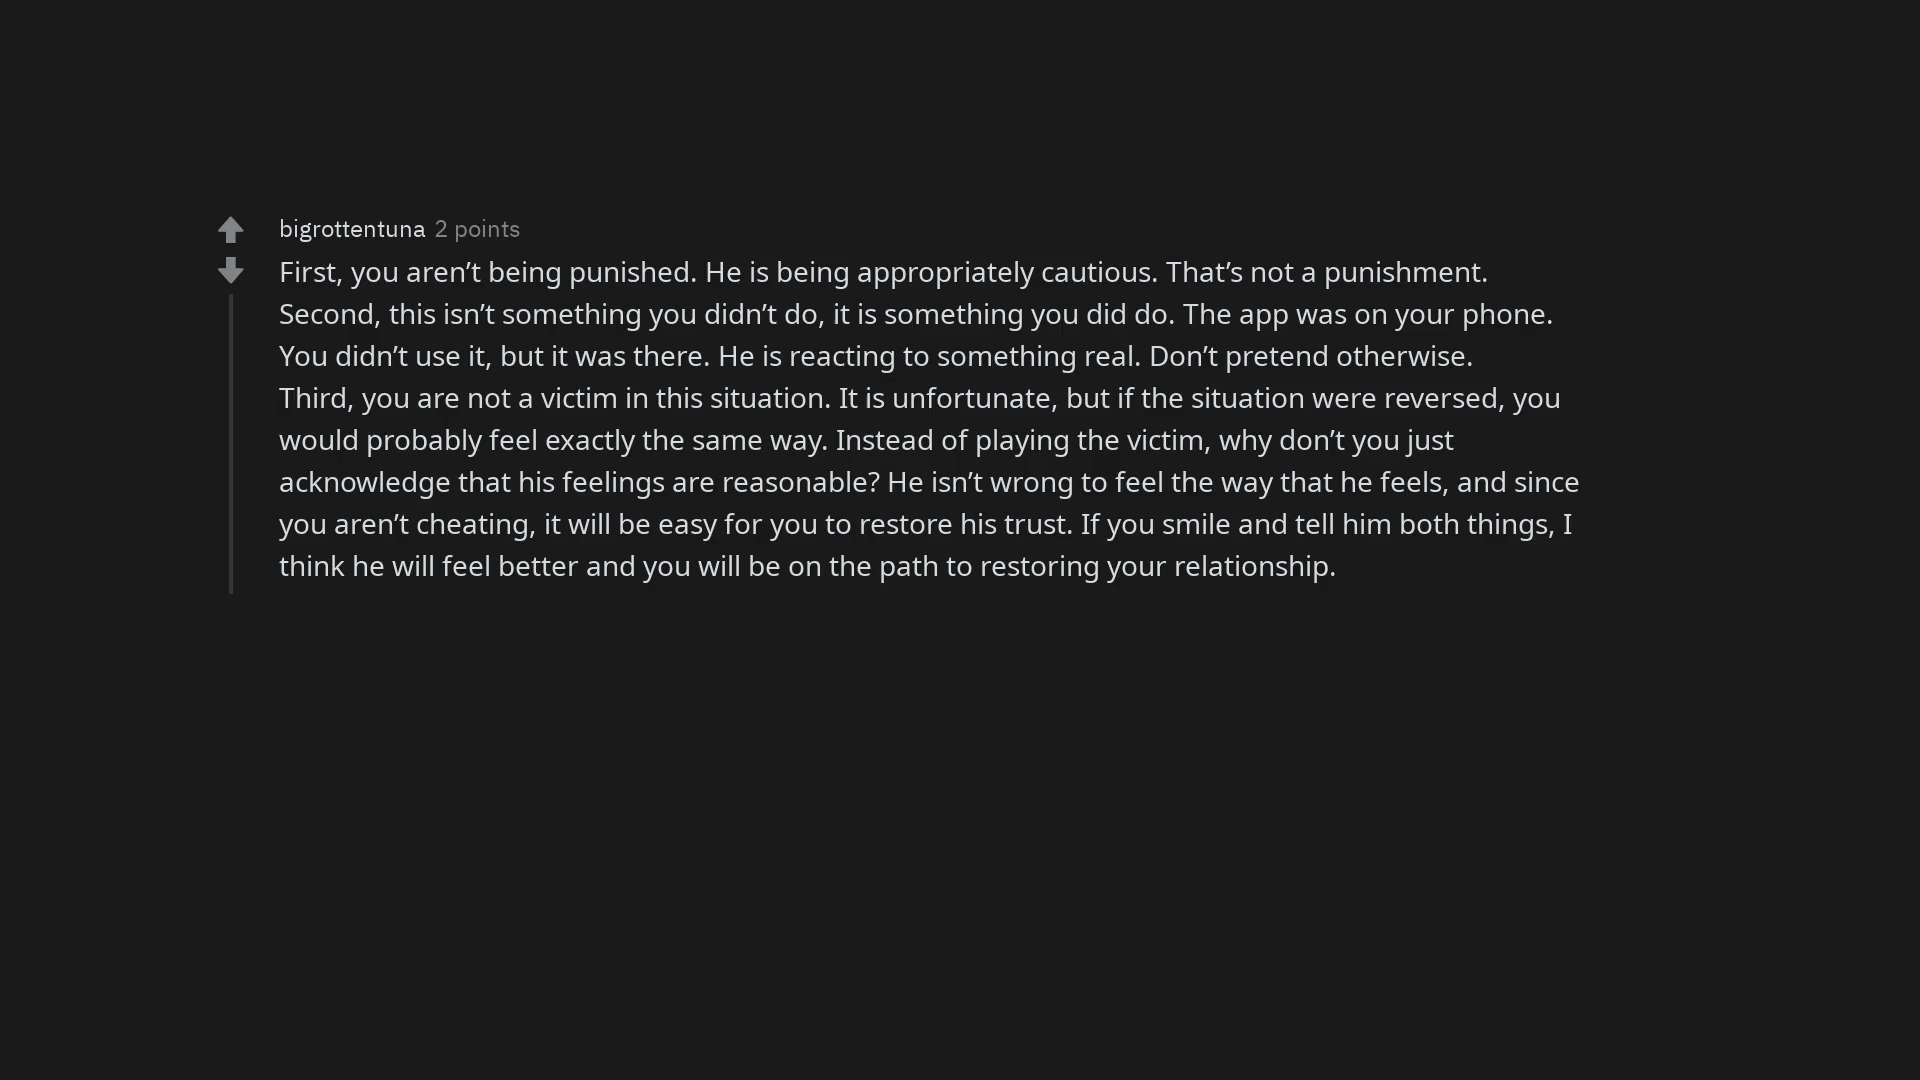 bigrottentuna 2 points
First, you aren’t being punished. He is being appropriately cautious. That’s not a punishment.
Second, this isn’t something you didn’t do, it is something you did do. The app was on your phone.
You didn’t use it, but it was there. He is reacting to something real. Don’t pretend otherwise.
Third, you are not a victim in this situation. It is unfortunate, but if the situation were reversed, you
would probably feel exactly the same way. Instead of playing the victim, why don’t you just
acknowledge that his feelings are reasonable? He isn’t wrong to feel the way that he feels, and since
you aren’t cheating, it will be easy for you to restore his trust. If you smile and tell him both things, I
think he will feel better and you will be on the path to restoring your relationship.